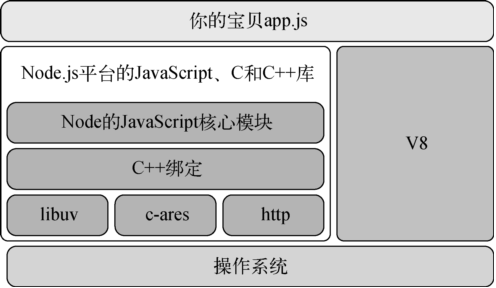 你的宝贝app.js
Node.js平台的JavaScript、C和C++库
Node的JavaScript核心模块
C++绑定
libuv
c-ares
http
V8
操作系统